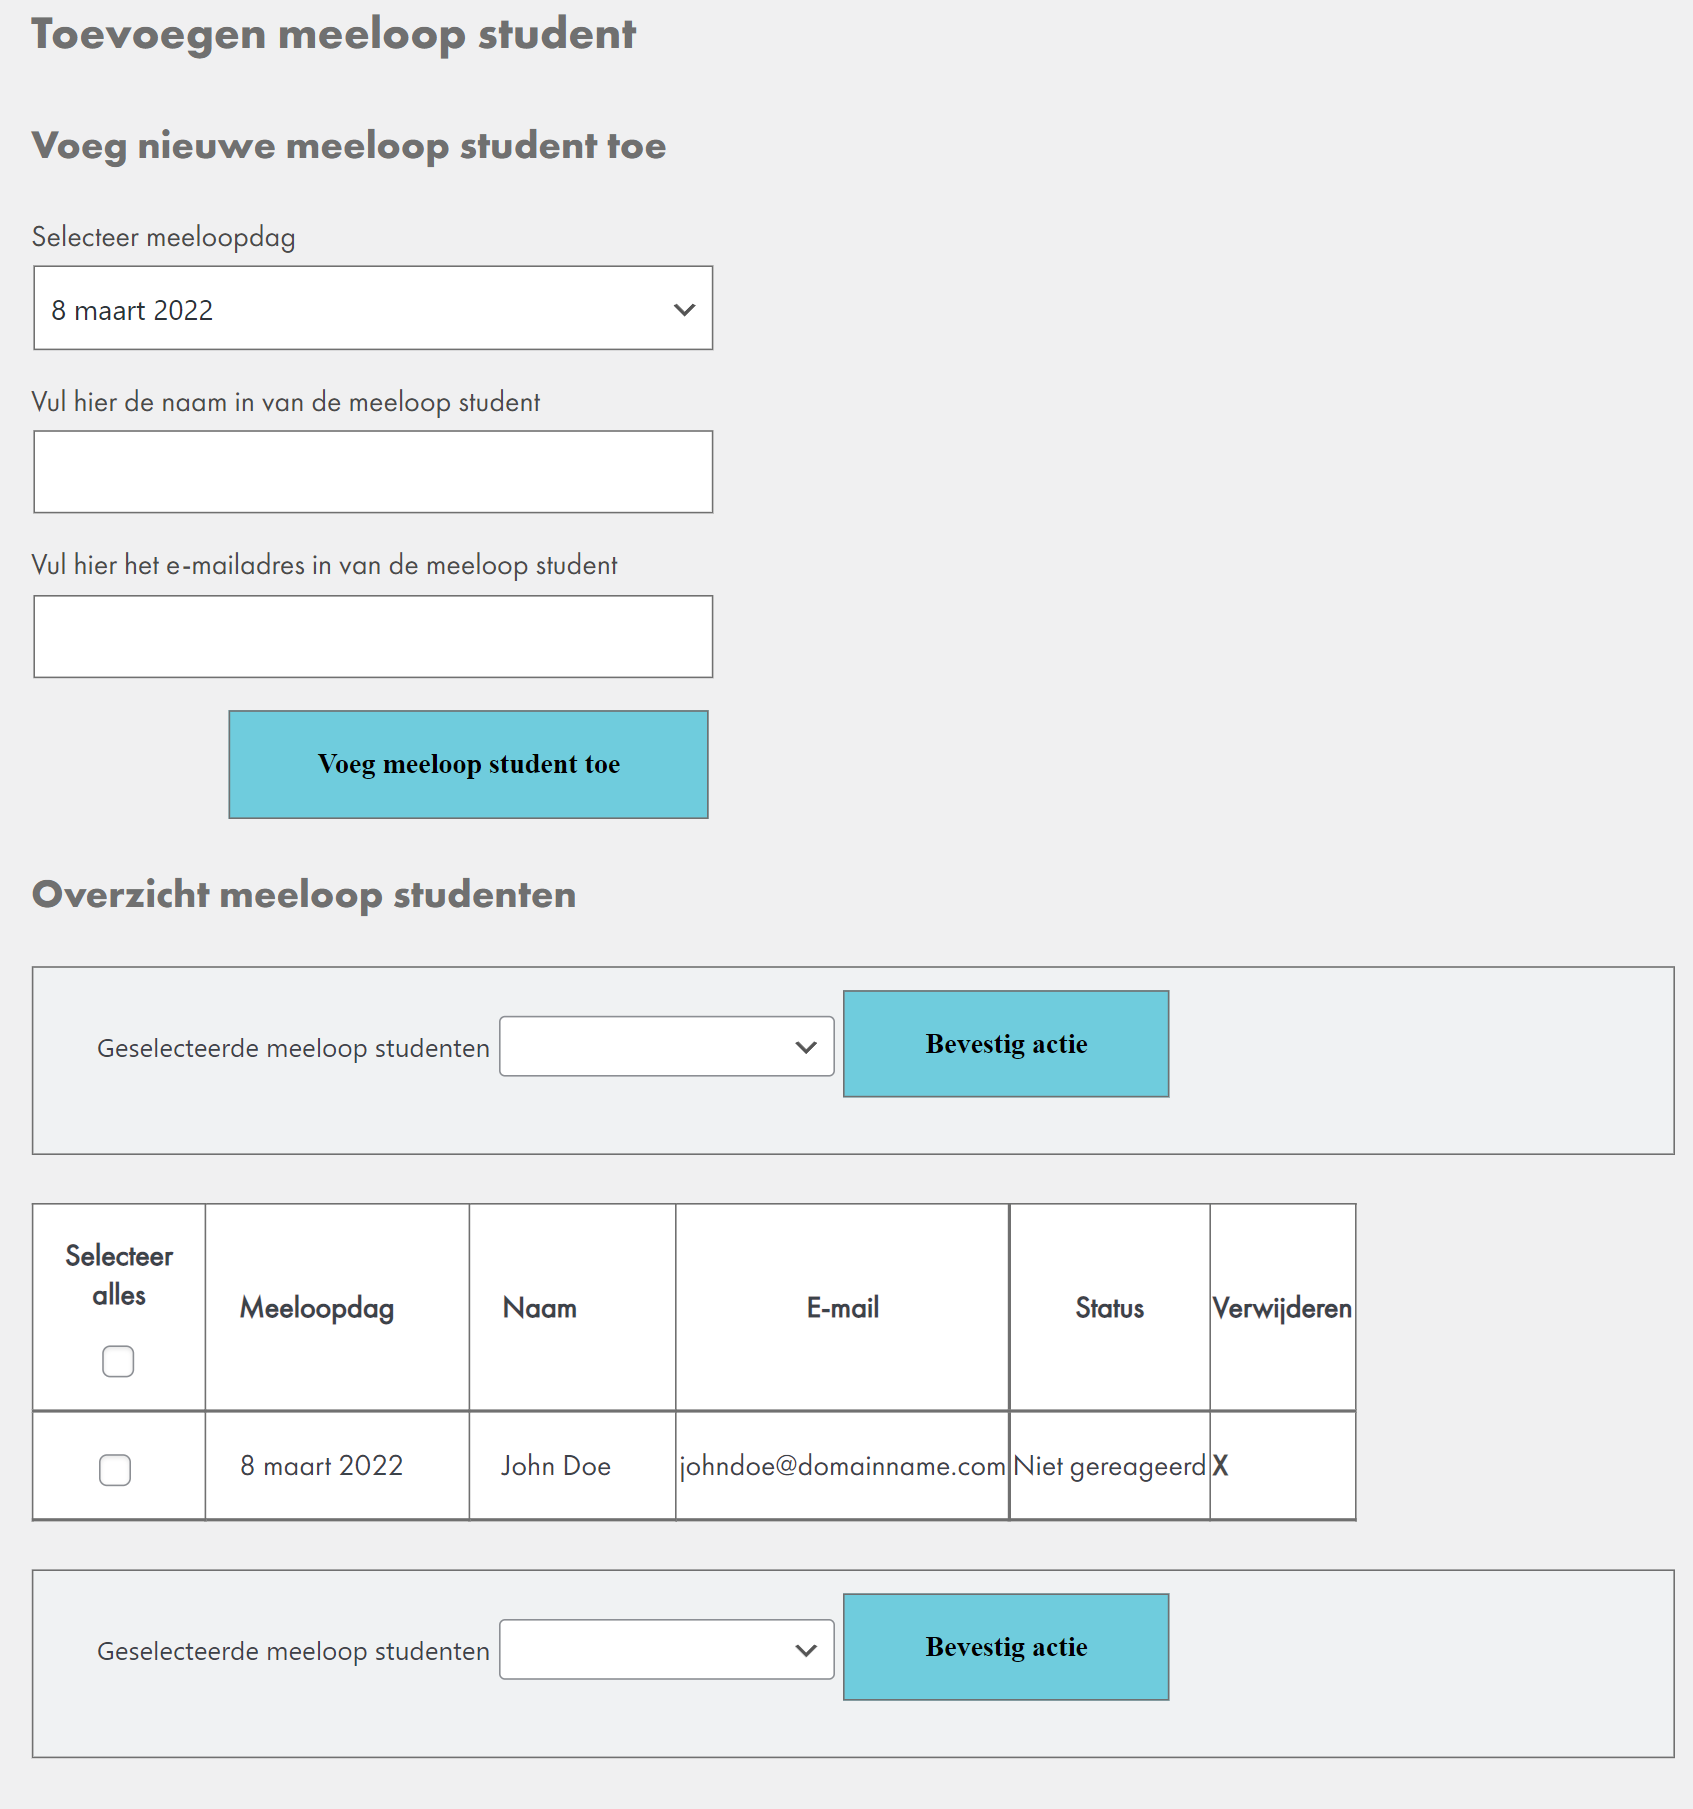 Toevoegen meeloop student
Voeg nieuwe meeloop student toe
Selecteer meeloopdag
8 maart 2022
Vul hier de naam in van de meeloop student
Vul hier het e-mailadres in van de meeloop student
Voeg meeloop student toe
Overzicht meeloop studenten
Geselecteerde meeloop studenten Bevestig actie
Selecteer
alles
Meeloopdag Naam E-mail Status Verwijderen
8 maart 2022 John Doe johndoe@domainname.com Niet gereageerd X
Geselecteerde meeloop studenten Bevestig actie